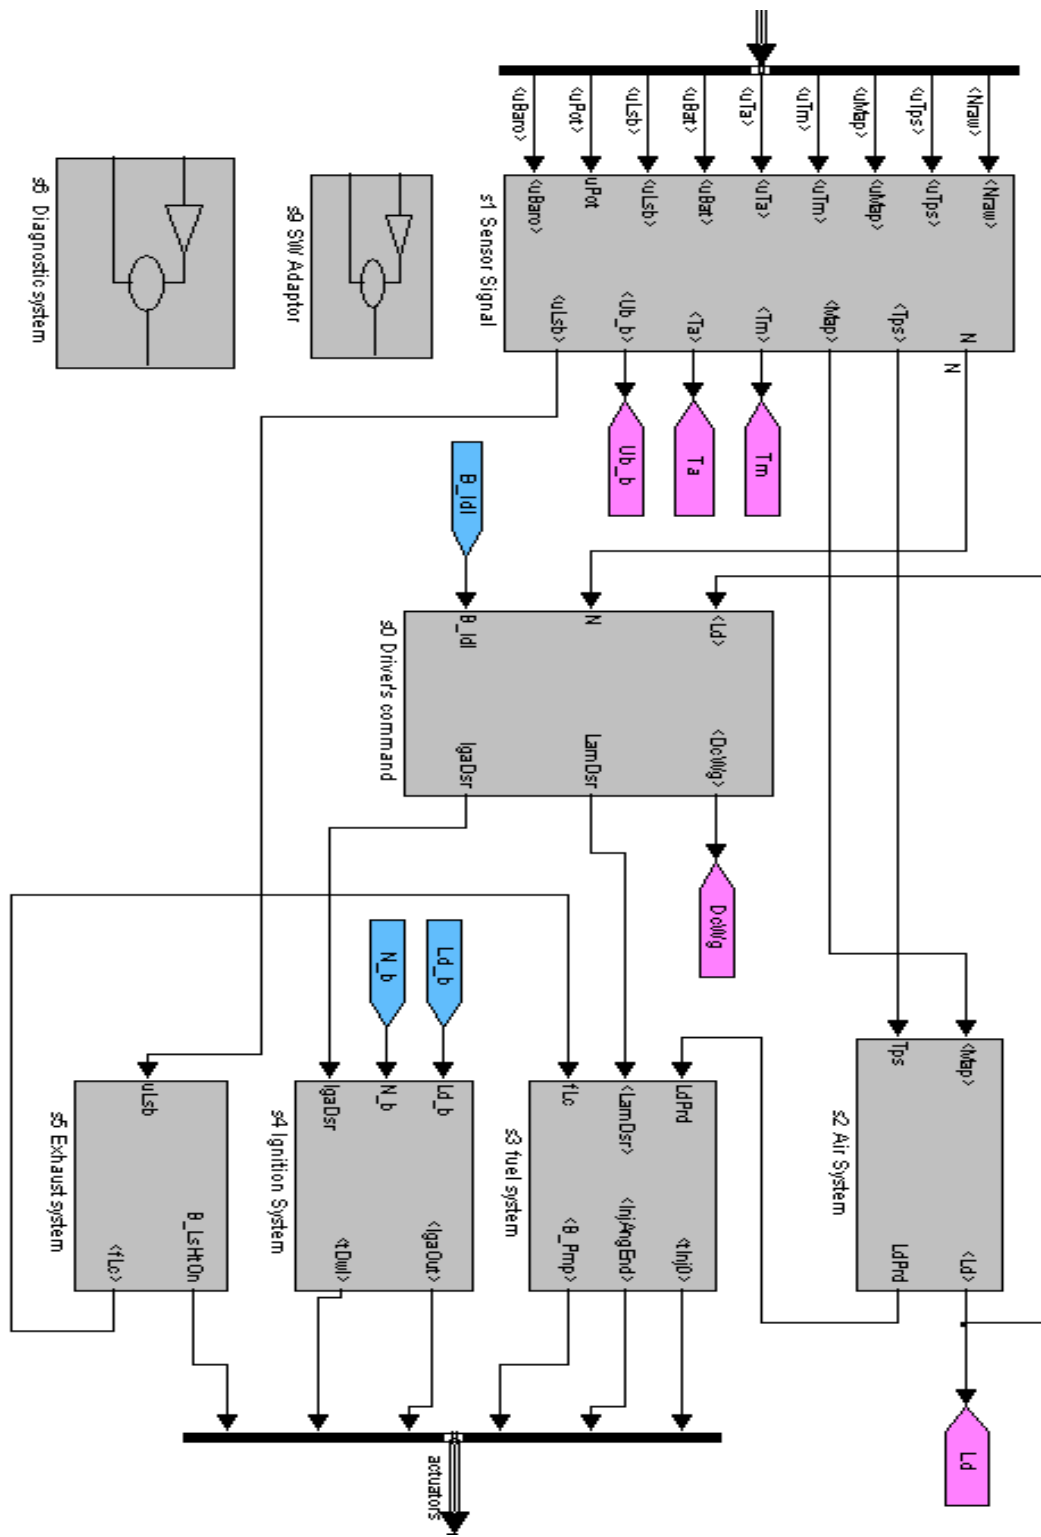 <Nraw>
<uTps>
<uMap>
<uTm>
<uTa>
<uBat>
<uLsb>
<uPot>
<uBaro>
<Nraw>
<uTps>
<uMap>
<uTm>
<uTa>
<uBat>
<uLsb>
uPot
<uBaro>
N
<Tps>
<Map>
<Tm>
<Ta>
<Ub_b>
<uLsb>
s1 Sensor Signal
N
Tm
Ta
Ub_b
s9 SW Adaptor
s6 Diagnostic system
B_Idl
<Ld>
N
B_Idl
<DcWg>
LamDsr
IgaDsr
s0 Driver's command
DcWg
Ld_b
N_b
<Map>
Tps
<Ld>
LdPrd
s2 Air System
LdPrd
<LamDsr>
fLc
<tInj0>
<InjAngEnd>
<B_Pmp>
s3 fuel system
Ld_b
N_b
IgaDsr
<IgaOut>
<tDwl>
s4 Ignition System
uLsb
B_LsHtOn
<fLc>
s5 Exhaust system
Ld
actuators